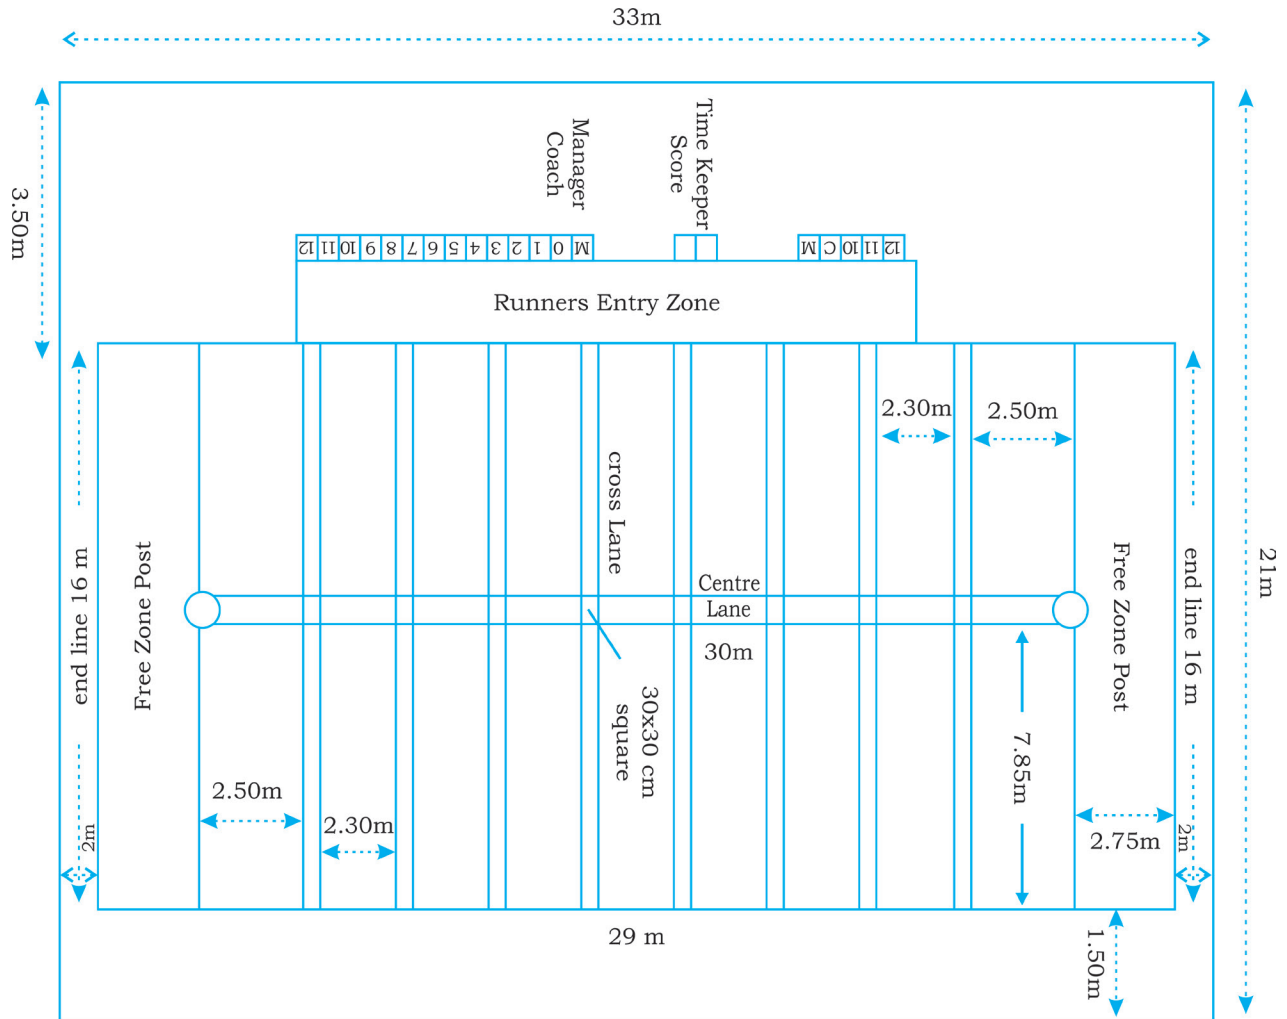 33m
3.50m
Manager
Coach
Time Keeper
Score
12 11 10 9 8 7 6 5 4 3 2 1 0 M
M C 10 11 12
Runners Entry Zone
2.30m
2.50m
cross Lane
end line 16 m
Free Zone Post
Centre
Lane
30m
Free Zone Post
end line 16 m
21m
30x30 cm
square
7.85m
2.50m
2.30m
2m
2.75m
2m
29 m
1.50m